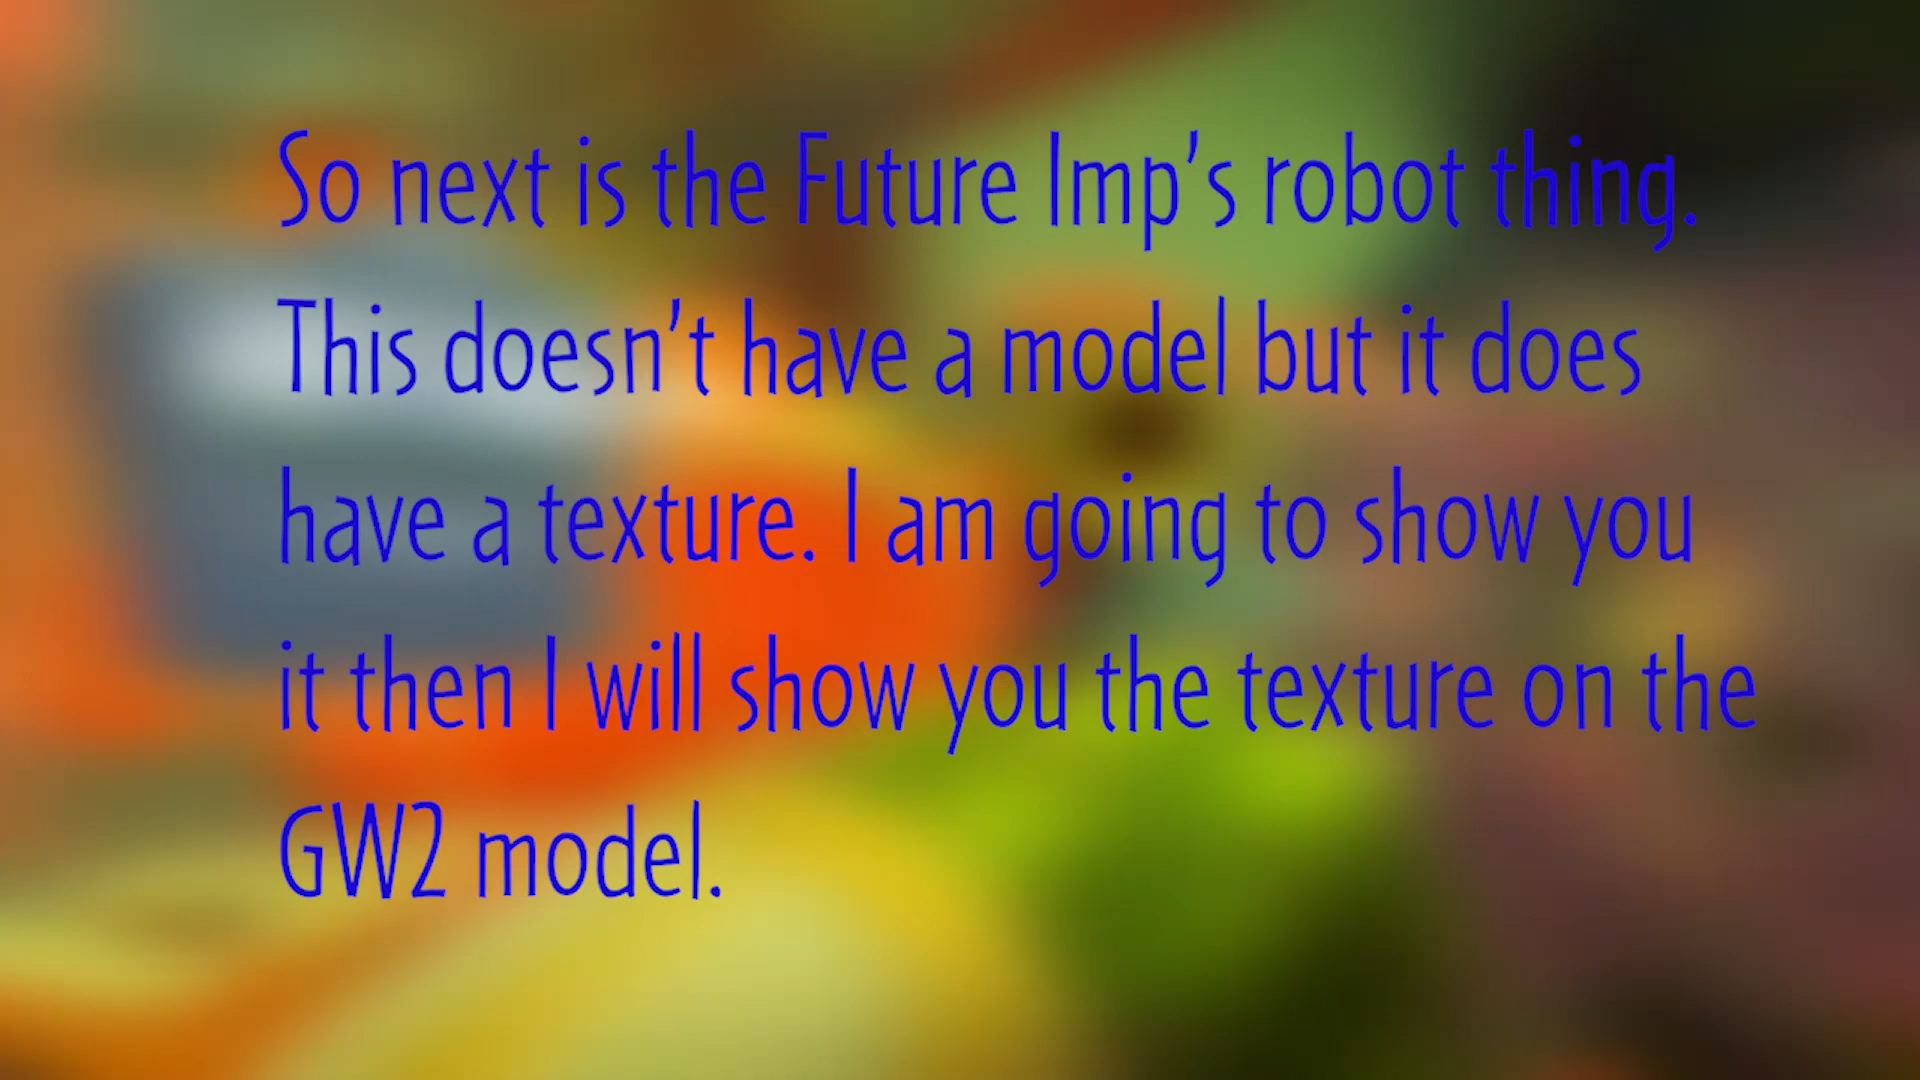 So next is the Future Imp’s robot thing.
This doesn’t have a model but it does
have a texture. I am going to show you
it then I will show you the texture on the
GW2 model.